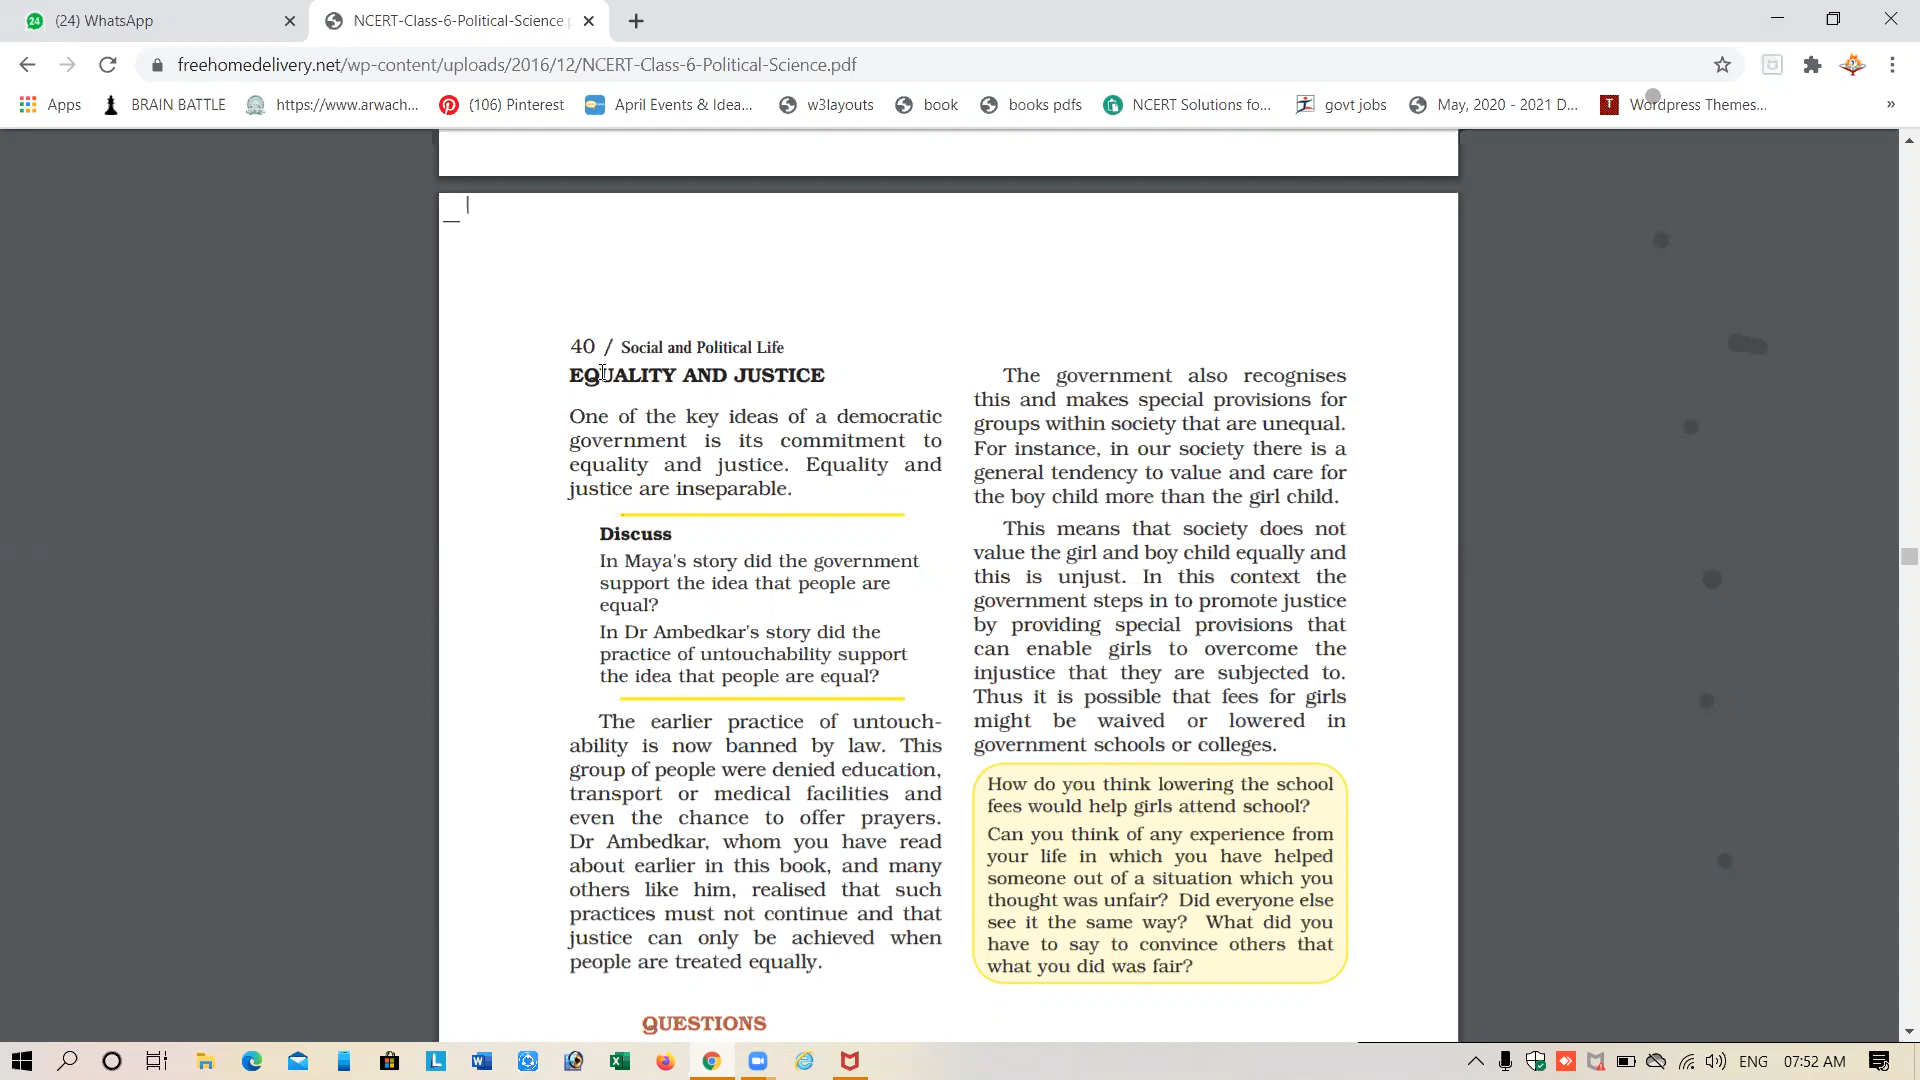 (24) WhatsApp
NCERT-Class-6-Political-Science.p
freehomedelivery.net/wp-content/uploads/2016/12/NCERT-Class-6-Political-Science.pdf
Apps
BRAIN BATTLE
https://www.arwach...
(106) Pinterest
April Events & Idea...
w3layouts
book
books pdfs
NCERT Solutions fo...
govt jobs
May, 2020 - 2021 D...
Wordpress Themes...
»
40 / Social and Political Life
EQUALITY AND JUSTICE
One of the key ideas of a democratic
government is its commitment to
equality and justice. Equality and
justice are inseparable.
Discuss
In Maya's story did the government
support the idea that people are
equal?
In Dr Ambedkar's story did the
practice of untouchability support
the idea that people are equal?
The earlier practice of untouch-
ability is now banned by law. This
group of people were denied education,
transport or medical facilities and
even the chance to offer prayers.
Dr Ambedkar, whom you have read
about earlier in this book, and many
others like him, realised that such
practices must not continue and that
justice can only be achieved when
people are treated equally.
QUESTIONS
The government also recognises
this and makes special provisions for
groups within society that are unequal.
For instance, in our society there is a
general tendency to value and care for
the boy child more than the girl child.
This means that society does not
value the girl and boy child equally and
this is unjust. In this context the
government steps in to promote justice
by providing special provisions that
can enable girls to overcome the
injustice that they are subjected to.
Thus it is possible that fees for girls
might be waived or lowered in
government schools or colleges.
How do you think lowering the school
fees would help girls attend school?
Can you think of any experience from
your life in which you have helped
someone out of a situation which you
thought was unfair? Did everyone else
see it the same way? What did you
have to say to convince others that
what you did was fair?
ENG
07:52 AM